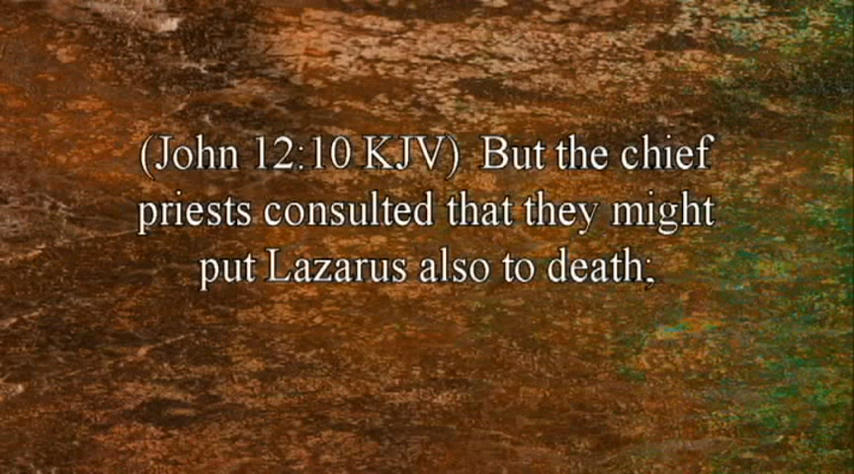 (John 12:10 KJV)  But the chief
priests consulted that they might
put Lazarus also to death;